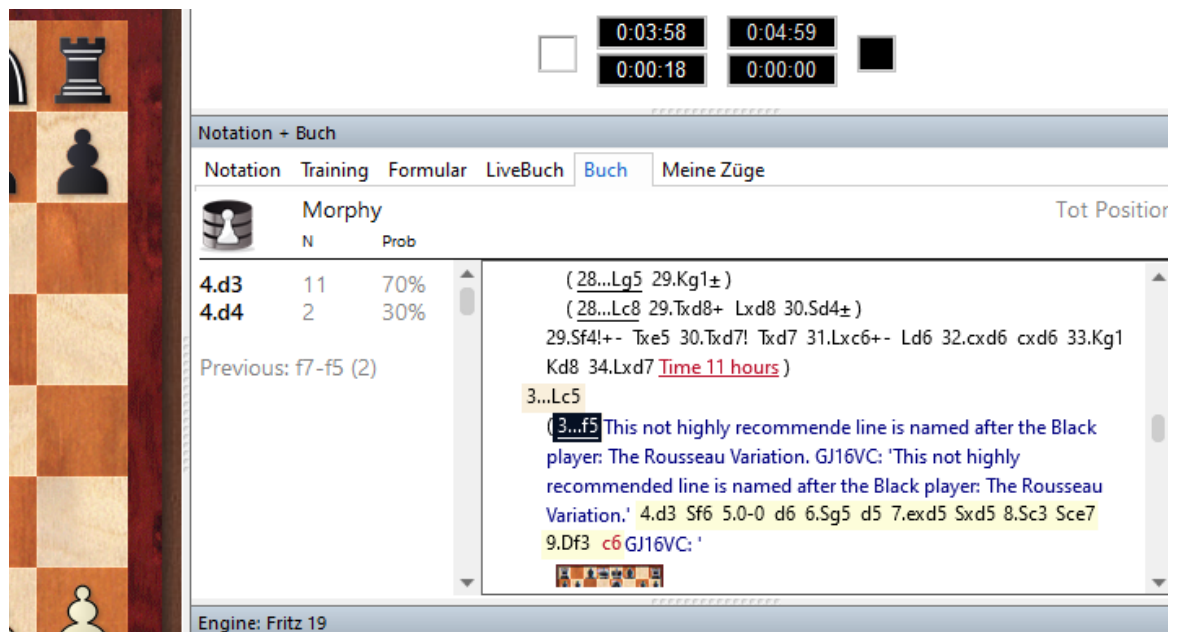 0:03:58 0:04:59
0:00:18 0:00:00
Notation + Buch
Notation Training Formular LiveBuch Buch Meine Züge
Morphy Tot Position
N Prob
4.d3 11 70%
4.d4 2 30%
Previous: f7-f5 (2)
( 28...Lg5 29.Kg1± )
( 28...Lc8 29.Txd8+ Lxd8 30.Sd4± )
29.Sf4!+- Txe5 30.Txd7! Txd7 31.Lxc6+- Ld6 32.cxd6 cxd6 33.Kg1
Kd8 34.Lxd7 Time 11 hours )
3...Lc5
( 3...f5 This not highly recommende line is named after the Black
player: The Rousseau Variation. GJ16VC: 'This not highly
recommended line is named after the Black player: The Rousseau
Variation.' 4.d3 Sf6 5.0-0 d6 6.Sg5 d5 7.exd5 Sxd5 8.Sc3 Sce7
9.Df3 c6 GJ16VC: '
Engine: Fritz 19